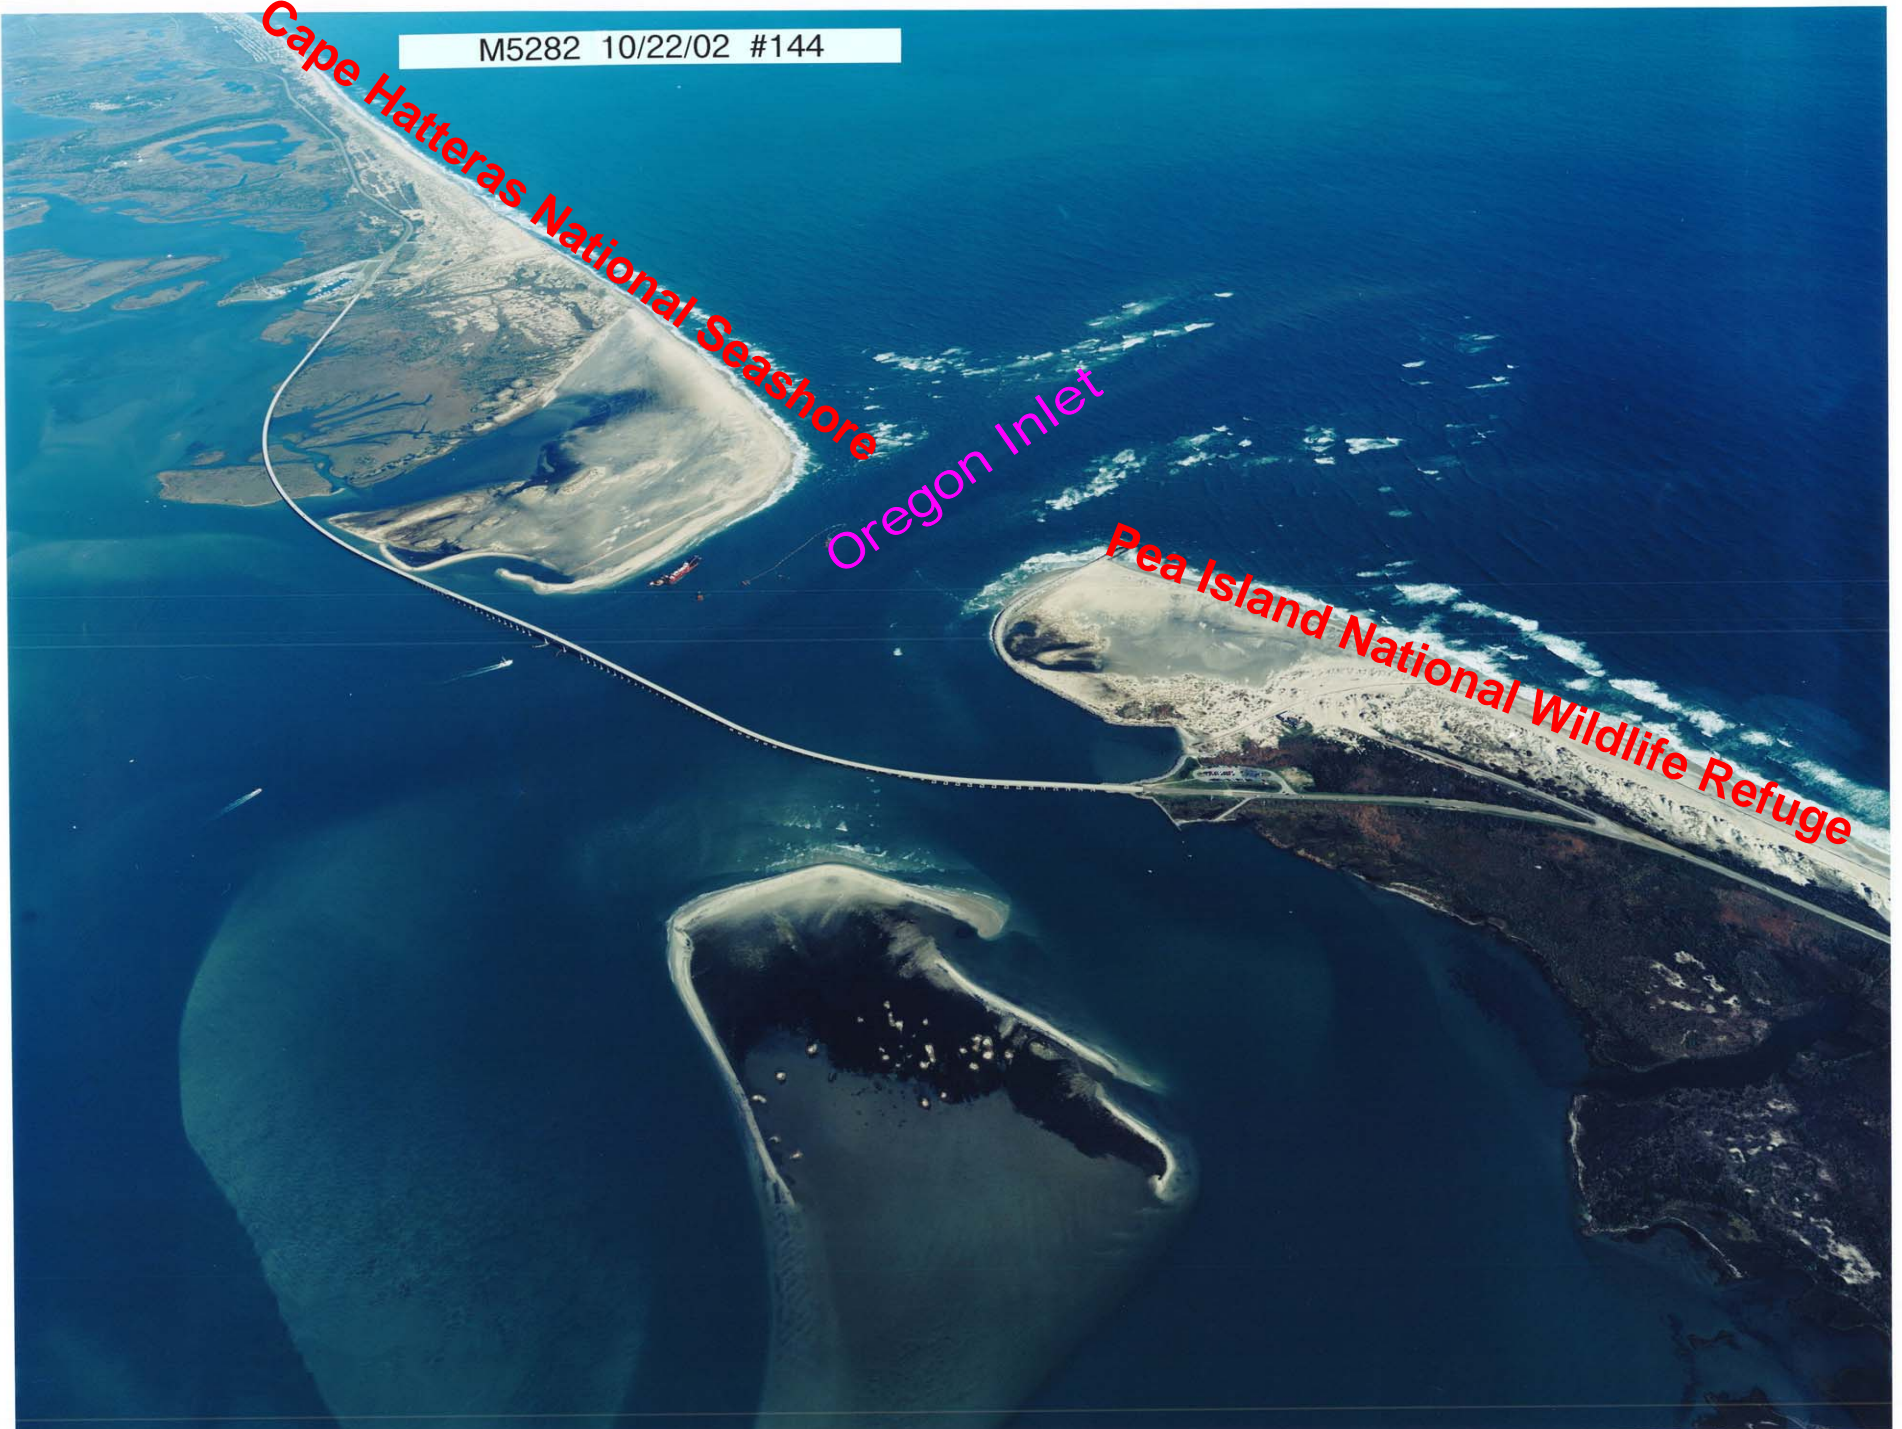 M5282 10/22/02 #144
Cape Hatteras National Seashore
Oregon Inlet
Pea Island National Wildlife Refuge